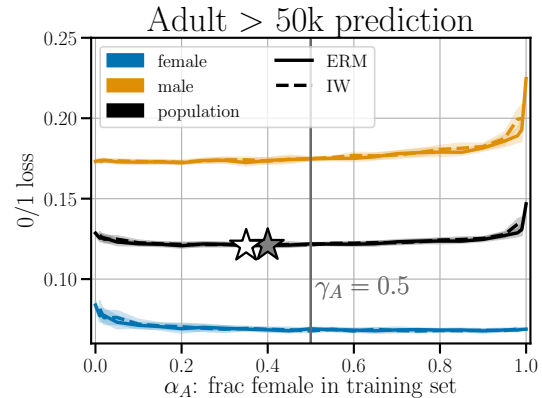 Adult > 50k prediction
0.25
0.20
0.15
0.10
0/1 loss
female
male
population
ERM
IW
γ_A = 0.5
0.0 0.2 0.4 0.6 0.8 1.0
α_A: frac female in training set